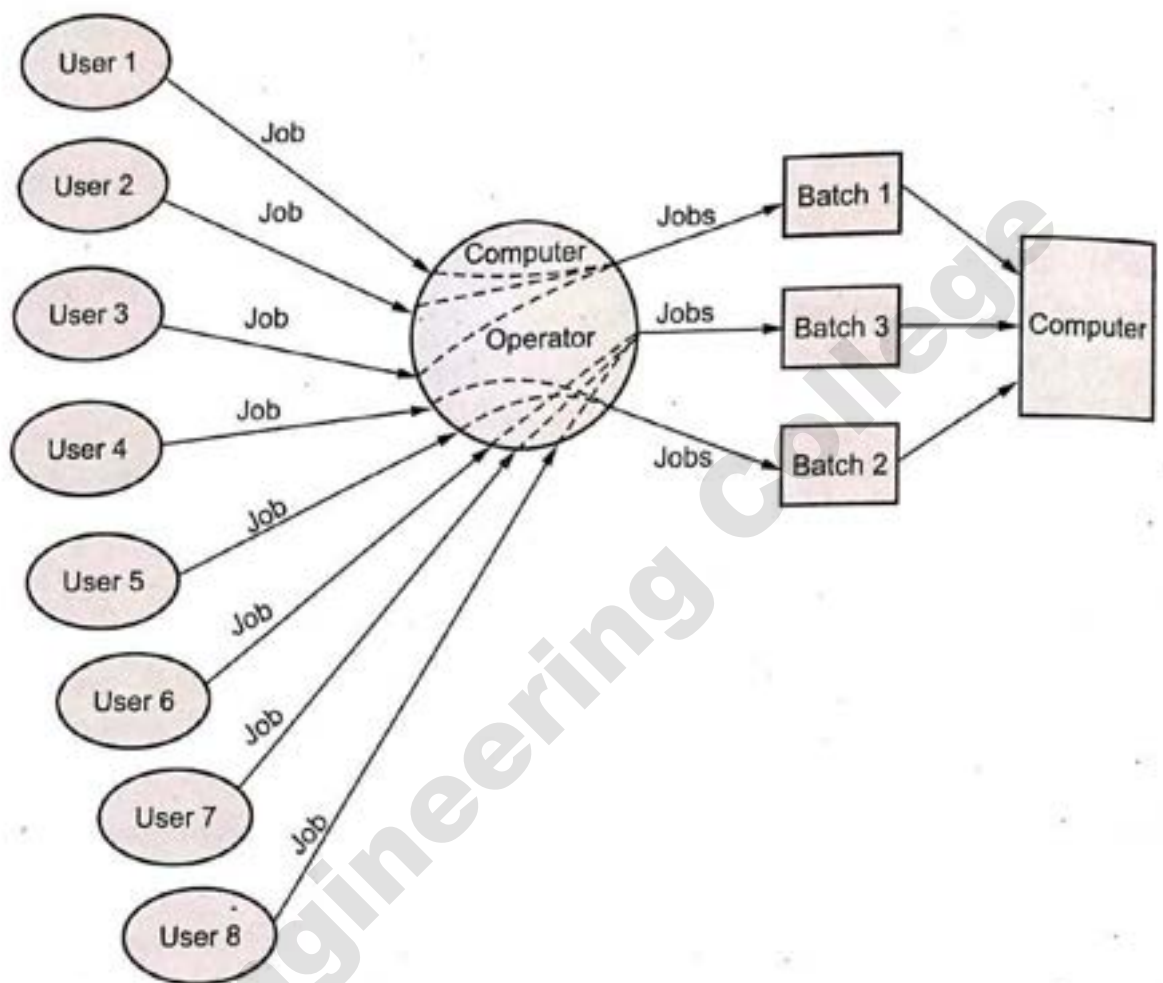 User 1
Job
User 2
Job
User 3
Job
User 4
Job
User 5
Job
User 6
Job
User 7
Job
User 8
Job
Computer
Operator
Jobs
Batch 1
Jobs
Batch 3
Jobs
Batch 2
Computer
gineering College